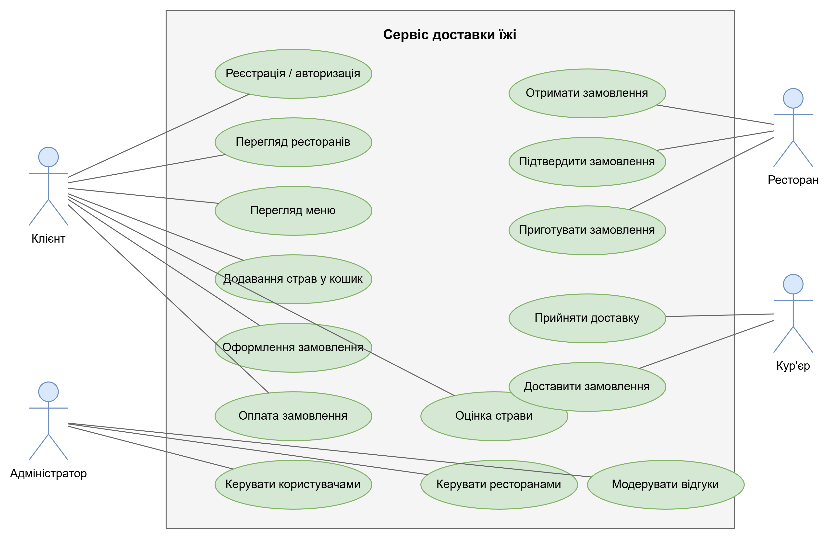 Сервіс доставки їжі
Реєстрація / авторизація
Отримати замовлення
Перегляд ресторанів
Підтвердити замовлення
Ресторан
Клієнт
Перегляд меню
Приготувати замовлення
Додавання страв у кошик
Прийняти доставку
Оформлення замовлення
Кур'єр
Доставити замовлення
Оплата замовлення
Оцінка страви
Адміністратор
Керувати користувачами
Керувати ресторанами
Модерувати відгуки